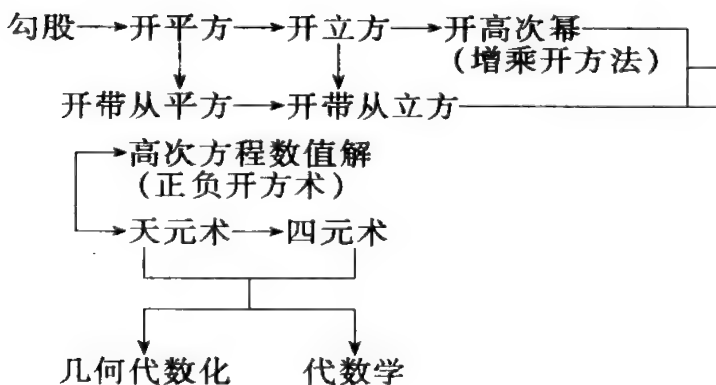 勾股 开平方 开立方 开高次幂
(增乘开方法)
开带从平方 开带从立方
高次方程数值解
(正负开方术)
天元术 四元术
几何代数化 代数学